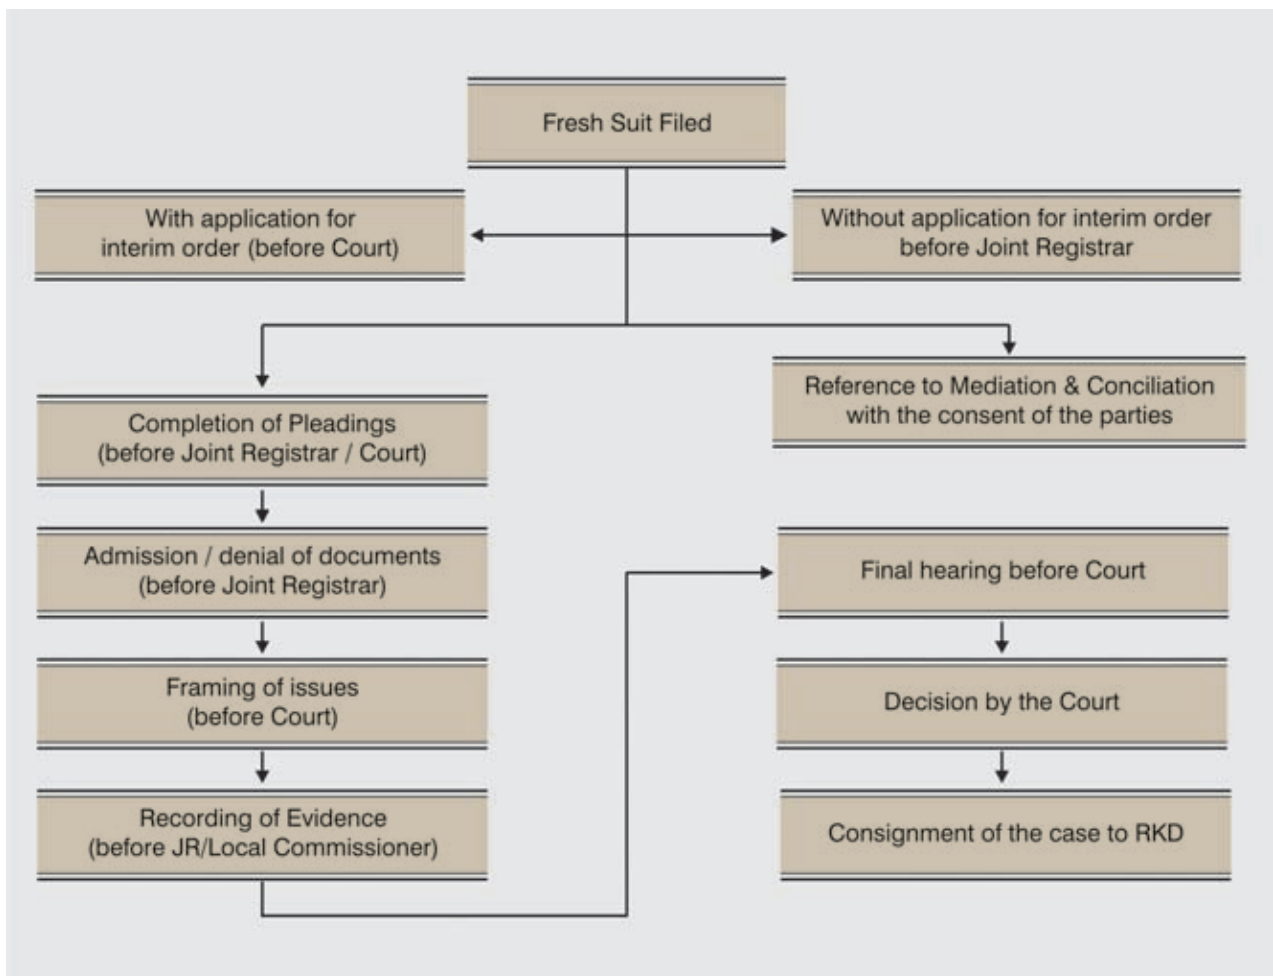 Fresh Suit Filed
With application for
interim order (before Court)
Without application for interim order
before Joint Registrar
Reference to Mediation & Conciliation
with the consent of the parties
Completion of Pleadings
(before Joint Registrar / Court)
Admission / denial of documents
(before Joint Registrar)
Framing of issues
(before Court)
Recording of Evidence
(before JR/Local Commissioner)
Final hearing before Court
Decision by the Court
Consignment of the case to RKD